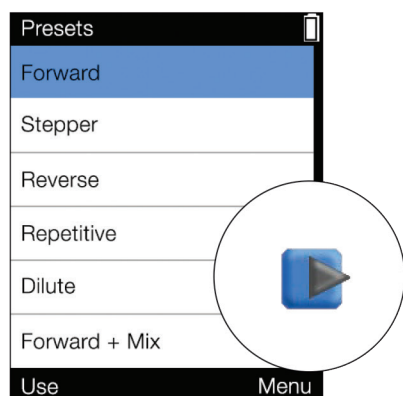 Presets
Forward
Stepper
Reverse
Repetitive
Dilute
Forward + Mix
Use Menu